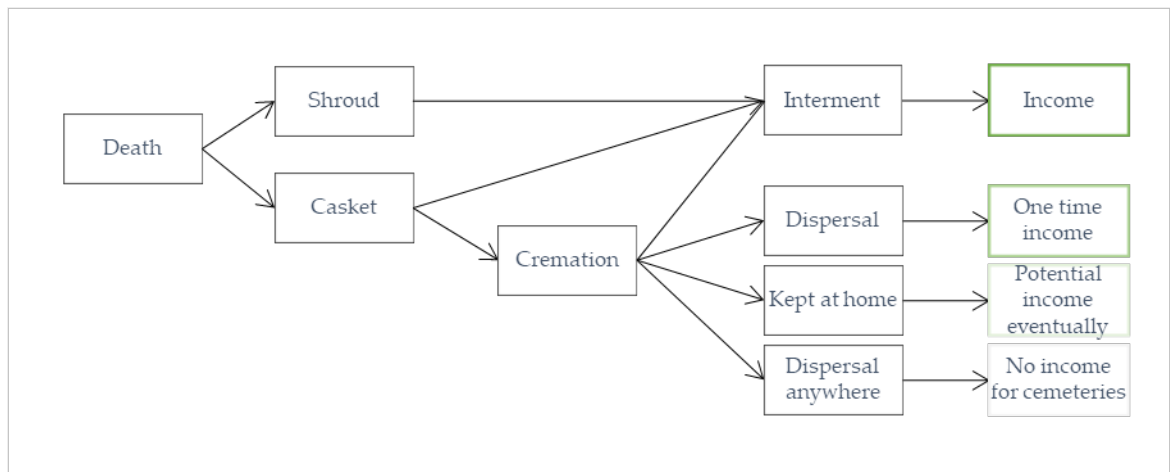 Death
Shroud
Casket
Cremation
Interment
Income
Dispersal
One time
income
Kept at home
Potential
income
eventually
Dispersal
anywhere
No income
for cemeteries